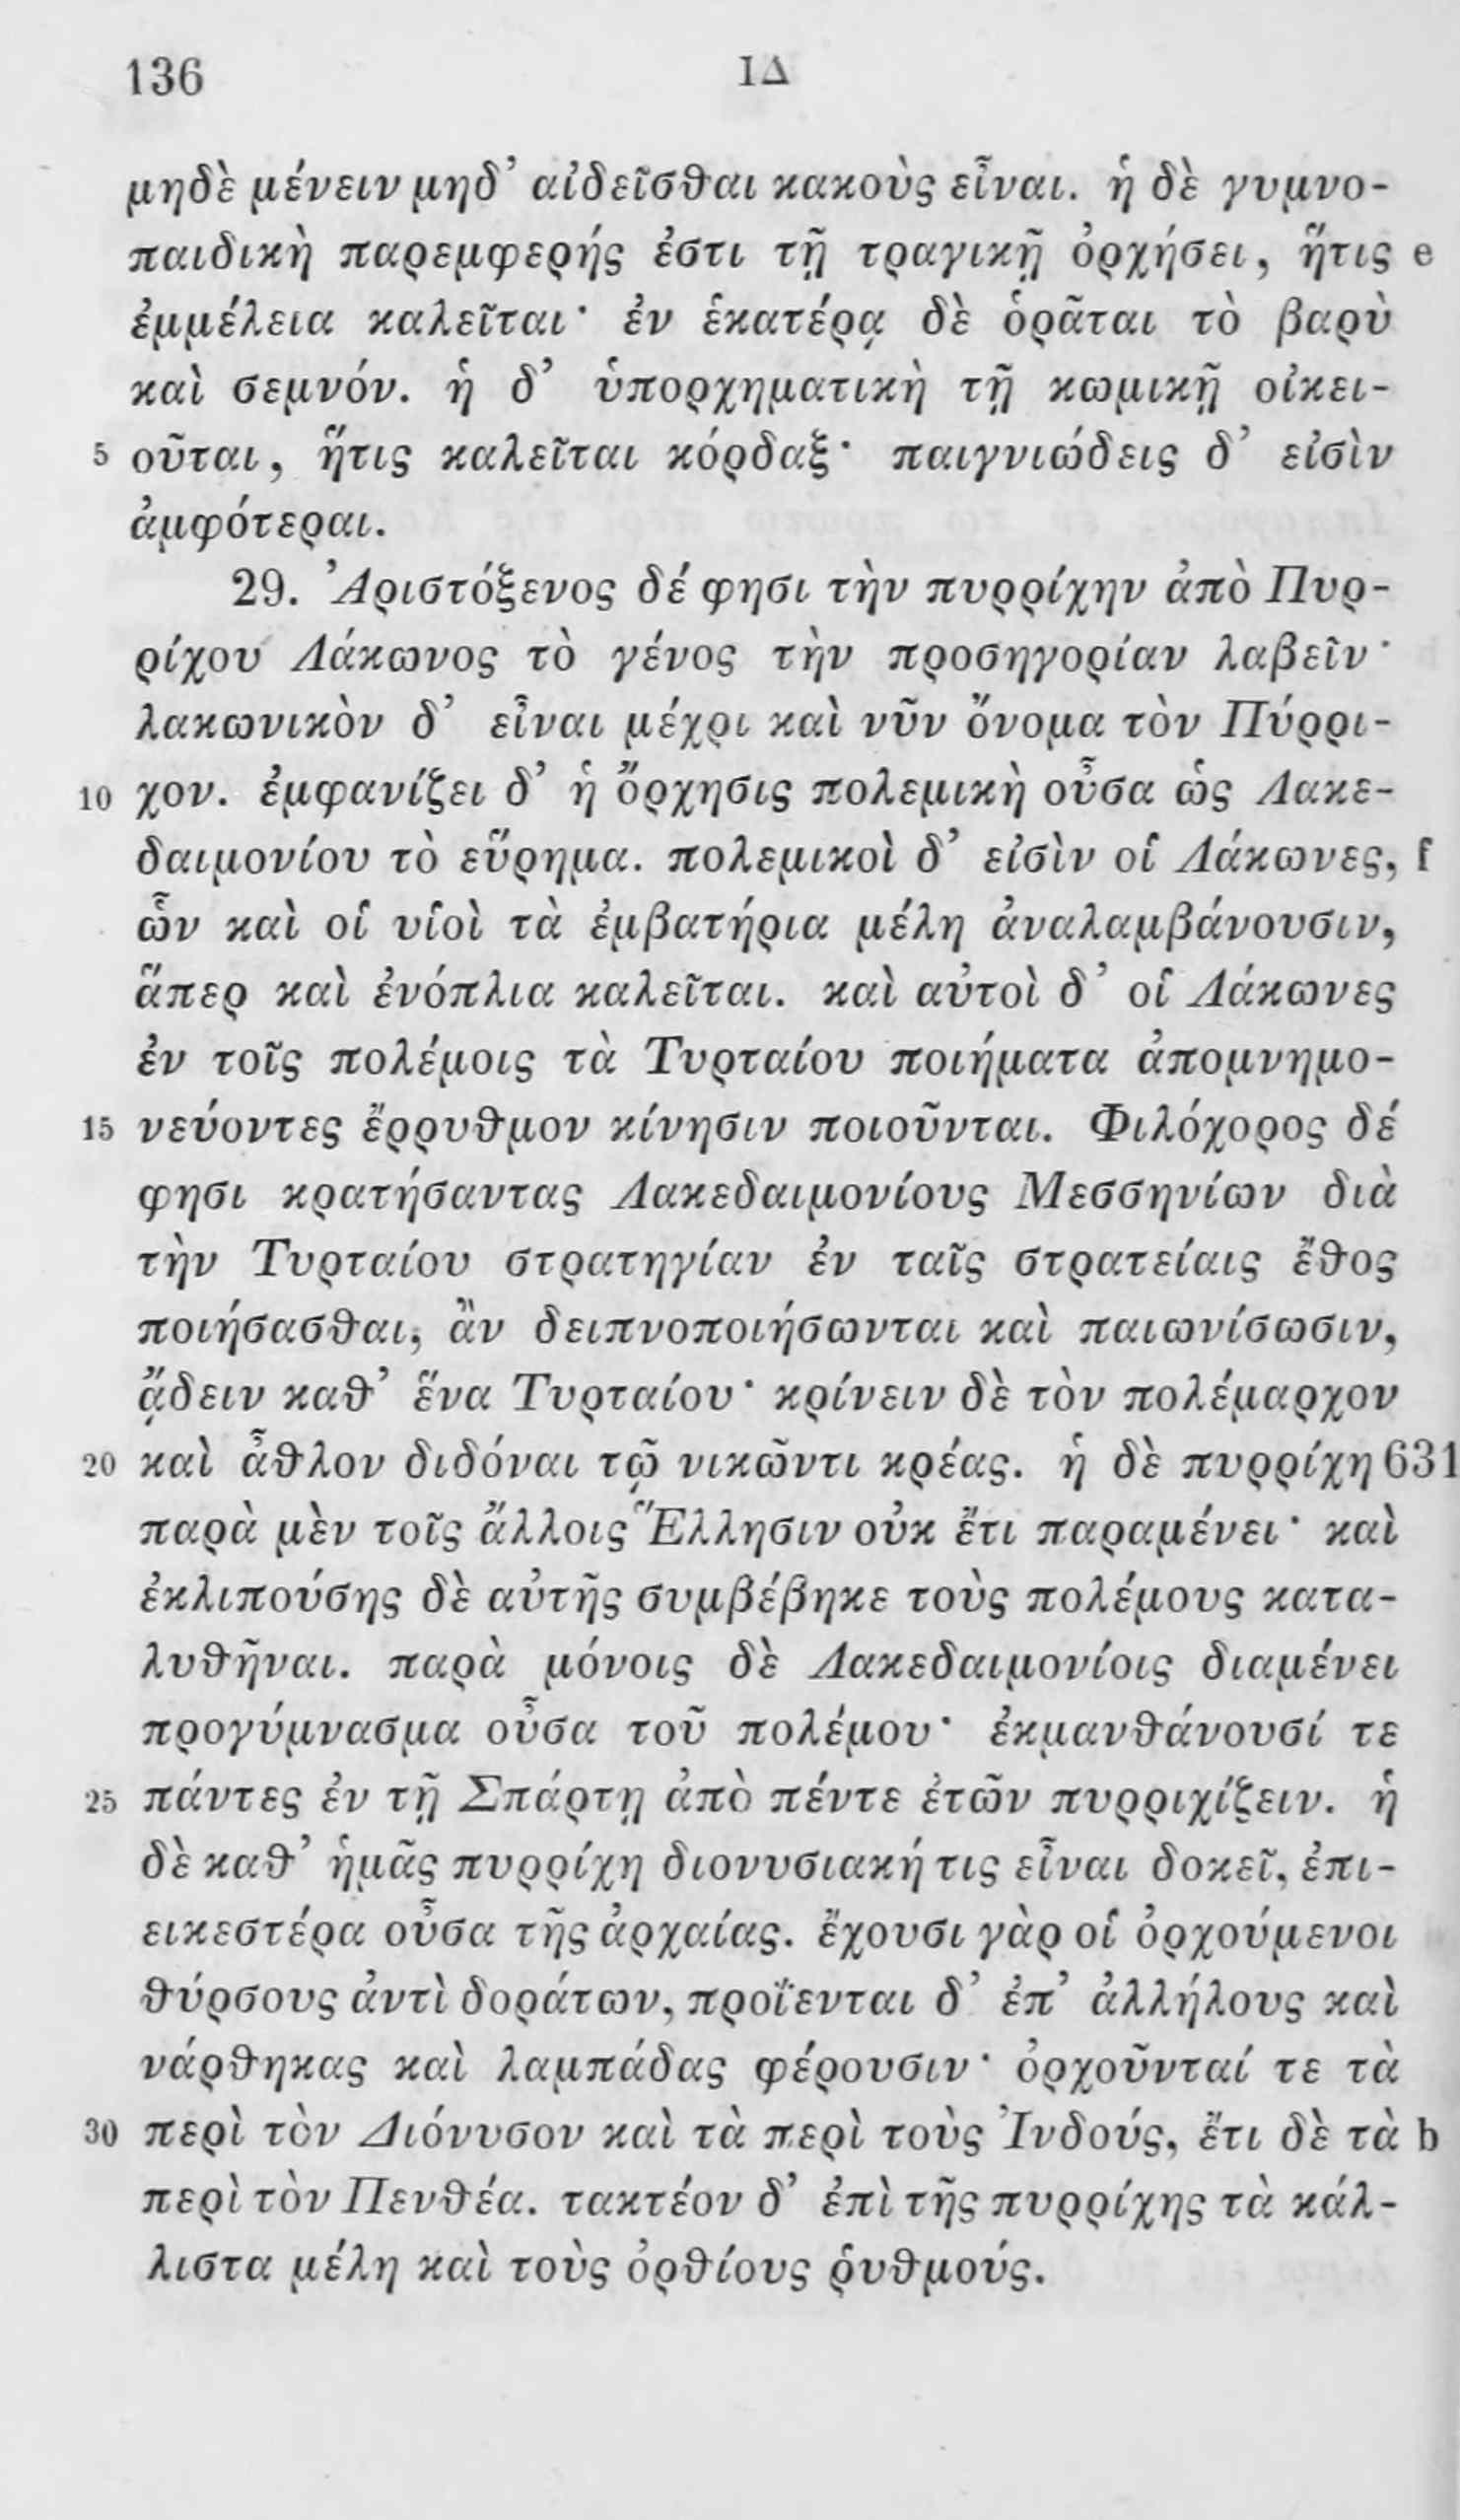 136 ΙΔ
μηδὲ μένειν μηδ’ αἰδεῖσθαι κακοὺς εἶναι. ἡ δὲ γυμνο-
παιδικὴ παρεμφερής ἐστι τῇ τραγικῇ ὀρχήσει, ἥτις e
ἐμμέλεια καλεῖται· ἐν ἑκατέρᾳ δὲ ὁρᾶται τὸ βαρὺ
καὶ σεμνόν. ἡ δ’ ὑπορχηματικὴ τῇ κωμικῇ οἰκει-
5 οῦται, ἥτις καλεῖται κόρδαξ· παιγνιώδεις δ’ εἰσὶν
ἀμφότεραι.
29. Ἀριστόξενος δέ φησι τὴν πυρρίχην ἀπὸ Πυρ-
ρίχου Λάκωνος τὸ γένος τὴν προσηγορίαν λαβεῖν·
λακωνικὸν δ’ εἶναι μέχρι καὶ νῦν ὄνομα τὸν Πύρρι-
10 χον. ἐμφανίζει δ’ ἡ ὄρχησις πολεμικὴ οὖσα ὡς Λακε-
δαιμονίου τὸ εὕρημα. πολεμικοὶ δ’ εἰσὶν οἱ Λάκωνες, f
ὧν καὶ οἱ υἱοὶ τὰ ἐμβατήρια μέλη ἀναλαμβάνουσιν,
ἅπερ καὶ ἐνόπλια καλεῖται. καὶ αὐτοὶ δ’ οἱ Λάκωνες
ἐν τοῖς πολέμοις τὰ Τυρταίου ποιήματα ἀπομνημο-
15 νεύοντες ἔρρυθμον κίνησιν ποιοῦνται. Φιλόχορος δέ
φησι κρατήσαντας Λακεδαιμονίους Μεσσηνίων διὰ
τὴν Τυρταίου στρατηγίαν ἐν ταῖς στρατείαις ἔθος
ποιήσασθαι, ἂν δειπνοποιήσωνται καὶ παιωνίσωσιν,
ᾄδειν καθ’ ἕνα Τυρταίου· κρίνειν δὲ τὸν πολέμαρχον
20 καὶ ἆθλον διδόναι τῷ νικῶντι κρέας. ἡ δὲ πυρρίχη 631
παρὰ μὲν τοῖς ἄλλοις Ἕλλησιν οὐκ ἔτι παραμένει· καὶ
ἐκλιπούσης δὲ αὐτῆς συμβέβηκε τοὺς πολέμους κατα-
λυθῆναι. παρὰ μόνοις δὲ Λακεδαιμονίοις διαμένει
προγύμνασμα οὖσα τοῦ πολέμου· ἐκμανθάνουσί τε
25 πάντες ἐν τῇ Σπάρτῃ ἀπὸ πέντε ἐτῶν πυρριχίζειν. ἡ
δὲ καθ’ ἡμᾶς πυρρίχη διονυσιακή τις εἶναι δοκεῖ, ἐπι-
εικεστέρα οὖσα τῆς ἀρχαίας. ἔχουσι γὰρ οἱ ὀρχούμενοι
θύρσους ἀντὶ δοράτων, προΐενται δ’ ἐπ’ ἀλλήλους καὶ
νάρθηκας καὶ λαμπάδας φέρουσιν· ὀρχοῦνταί τε τὰ
30 περὶ τὸν Διόνυσον καὶ τὰ περὶ τοὺς Ἰνδούς, ἔτι δὲ τὰ b
περὶ τὸν Πενθέα. τακτέον δ’ ἐπὶ τῆς πυρρίχης τὰ κάλ-
λιστα μέλη καὶ τοὺς ὀρθίους ῥυθμούς.